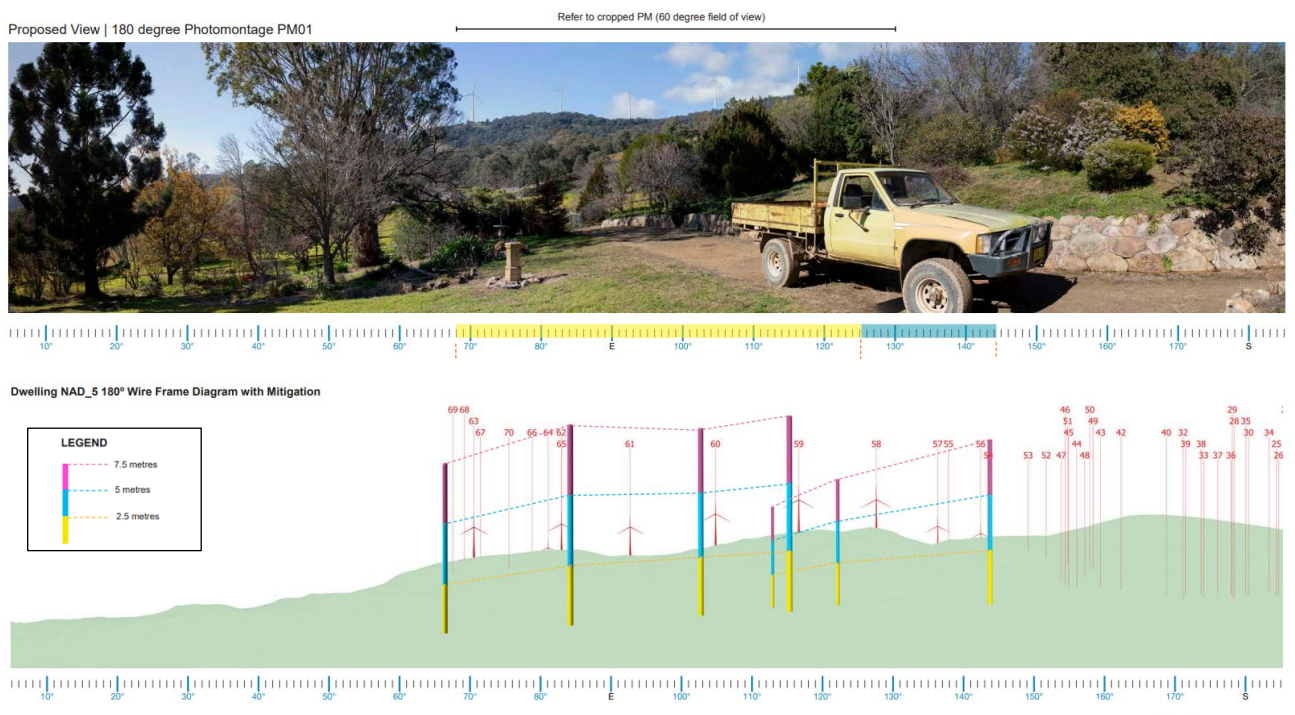 Refer to cropped PM (60 degree field of view)
Proposed View | 180 degree Photomontage PM01
10° 20° 30° 40° 50° 60° 70° 80° E 100° 110° 120° 130° 140° 150° 160° 170° S
Dwelling NAD_5 180º Wire Frame Diagram with Mitigation
LEGEND
7.5 metres
5 metres
2.5 metres
69 68 46 50 29
63 51 49 28 35
67 70 66 64 62 45 43 42 40 32 30 34
65 61 60 59 58 57 55 56 44 39 38 25
53 52 47 48 33 37 36 26
10° 20° 30° 40° 50° 60° 70° 80° E 100° 110° 120° 130° 140° 150° 160° 170° S